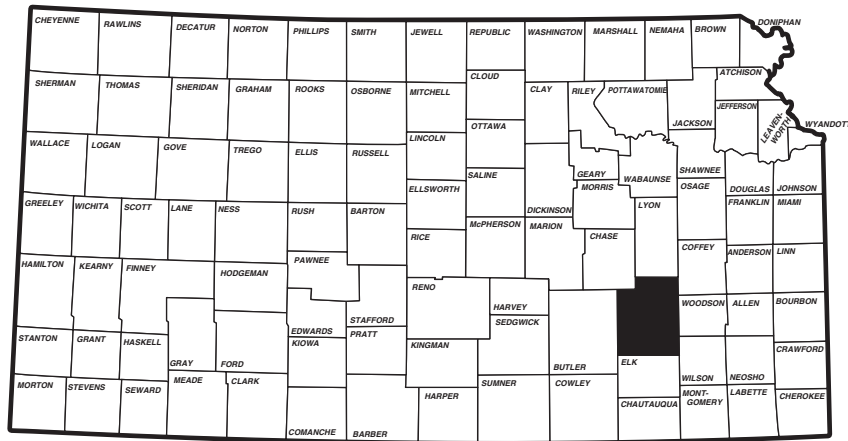 CHEYENNE
RAWLINS
DECATUR
NORTON
PHILLIPS
SMITH
JEWELL
REPUBLIC
WASHINGTON
MARSHALL
NEMAHA
BROWN
DONIPHAN
SHERMAN
THOMAS
SHERIDAN
GRAHAM
ROOKS
OSBORNE
MITCHELL
CLOUD
CLAY
RILEY
POTTAWATOMIE
JACKSON
ATCHISON
JEFFERSON
LEAVEN-
WORTH
WYANDOTT
WALLACE
LOGAN
GOVE
TREGO
ELLIS
RUSSELL
LINCOLN
OTTAWA
SALINE
ELLSWORTH
DICKINSON
GEARY
MORRIS
WABAUNSE
SHAWNEE
OSAGE
DOUGLAS
JOHNSON
GREELEY
WICHITA
SCOTT
LANE
NESS
RUSH
BARTON
RICE
McPHERSON
MARION
CHASE
LYON
COFFEY
FRANKLIN
MIAMI
ANDERSON
LINN
HAMILTON
KEARNY
FINNEY
HODGEMAN
PAWNEE
STAFFORD
EDWARDS
RENO
HARVEY
SEDGWICK
BUTLER
WOODSON
ALLEN
BOURBON
STANTON
GRANT
HASKELL
GRAY
FORD
KIOWA
PRATT
KINGMAN
ELK
WILSON
NEOSHO
CRAWFORD
MORTON
STEVENS
SEWARD
MEADE
CLARK
COMANCHE
BARBER
HARPER
SUMNER
COWLEY
CHAUTAUQUA
MONT-
GOMERY
LABETTE
CHEROKEE